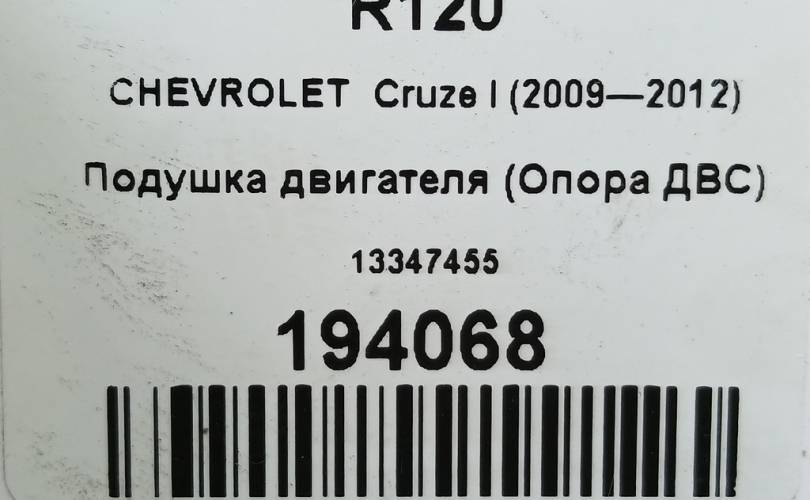 R120
CHEVROLET Cruze I (2009—2012)
Подушка двигателя (Опора ДВС)
13347455
194068